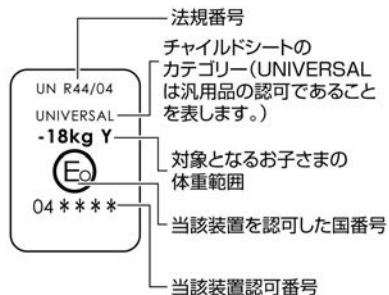 法規番号
チャイルドシートの
カテゴリー(UNIVERSAL
は汎用品の認可であること
を表します。)
UN R44/04
UNIVERSAL
-18kg Y
E○
04＊＊＊＊
対象となるお子さまの
体重範囲
当該装置を認可した国番号
当該装置認可番号